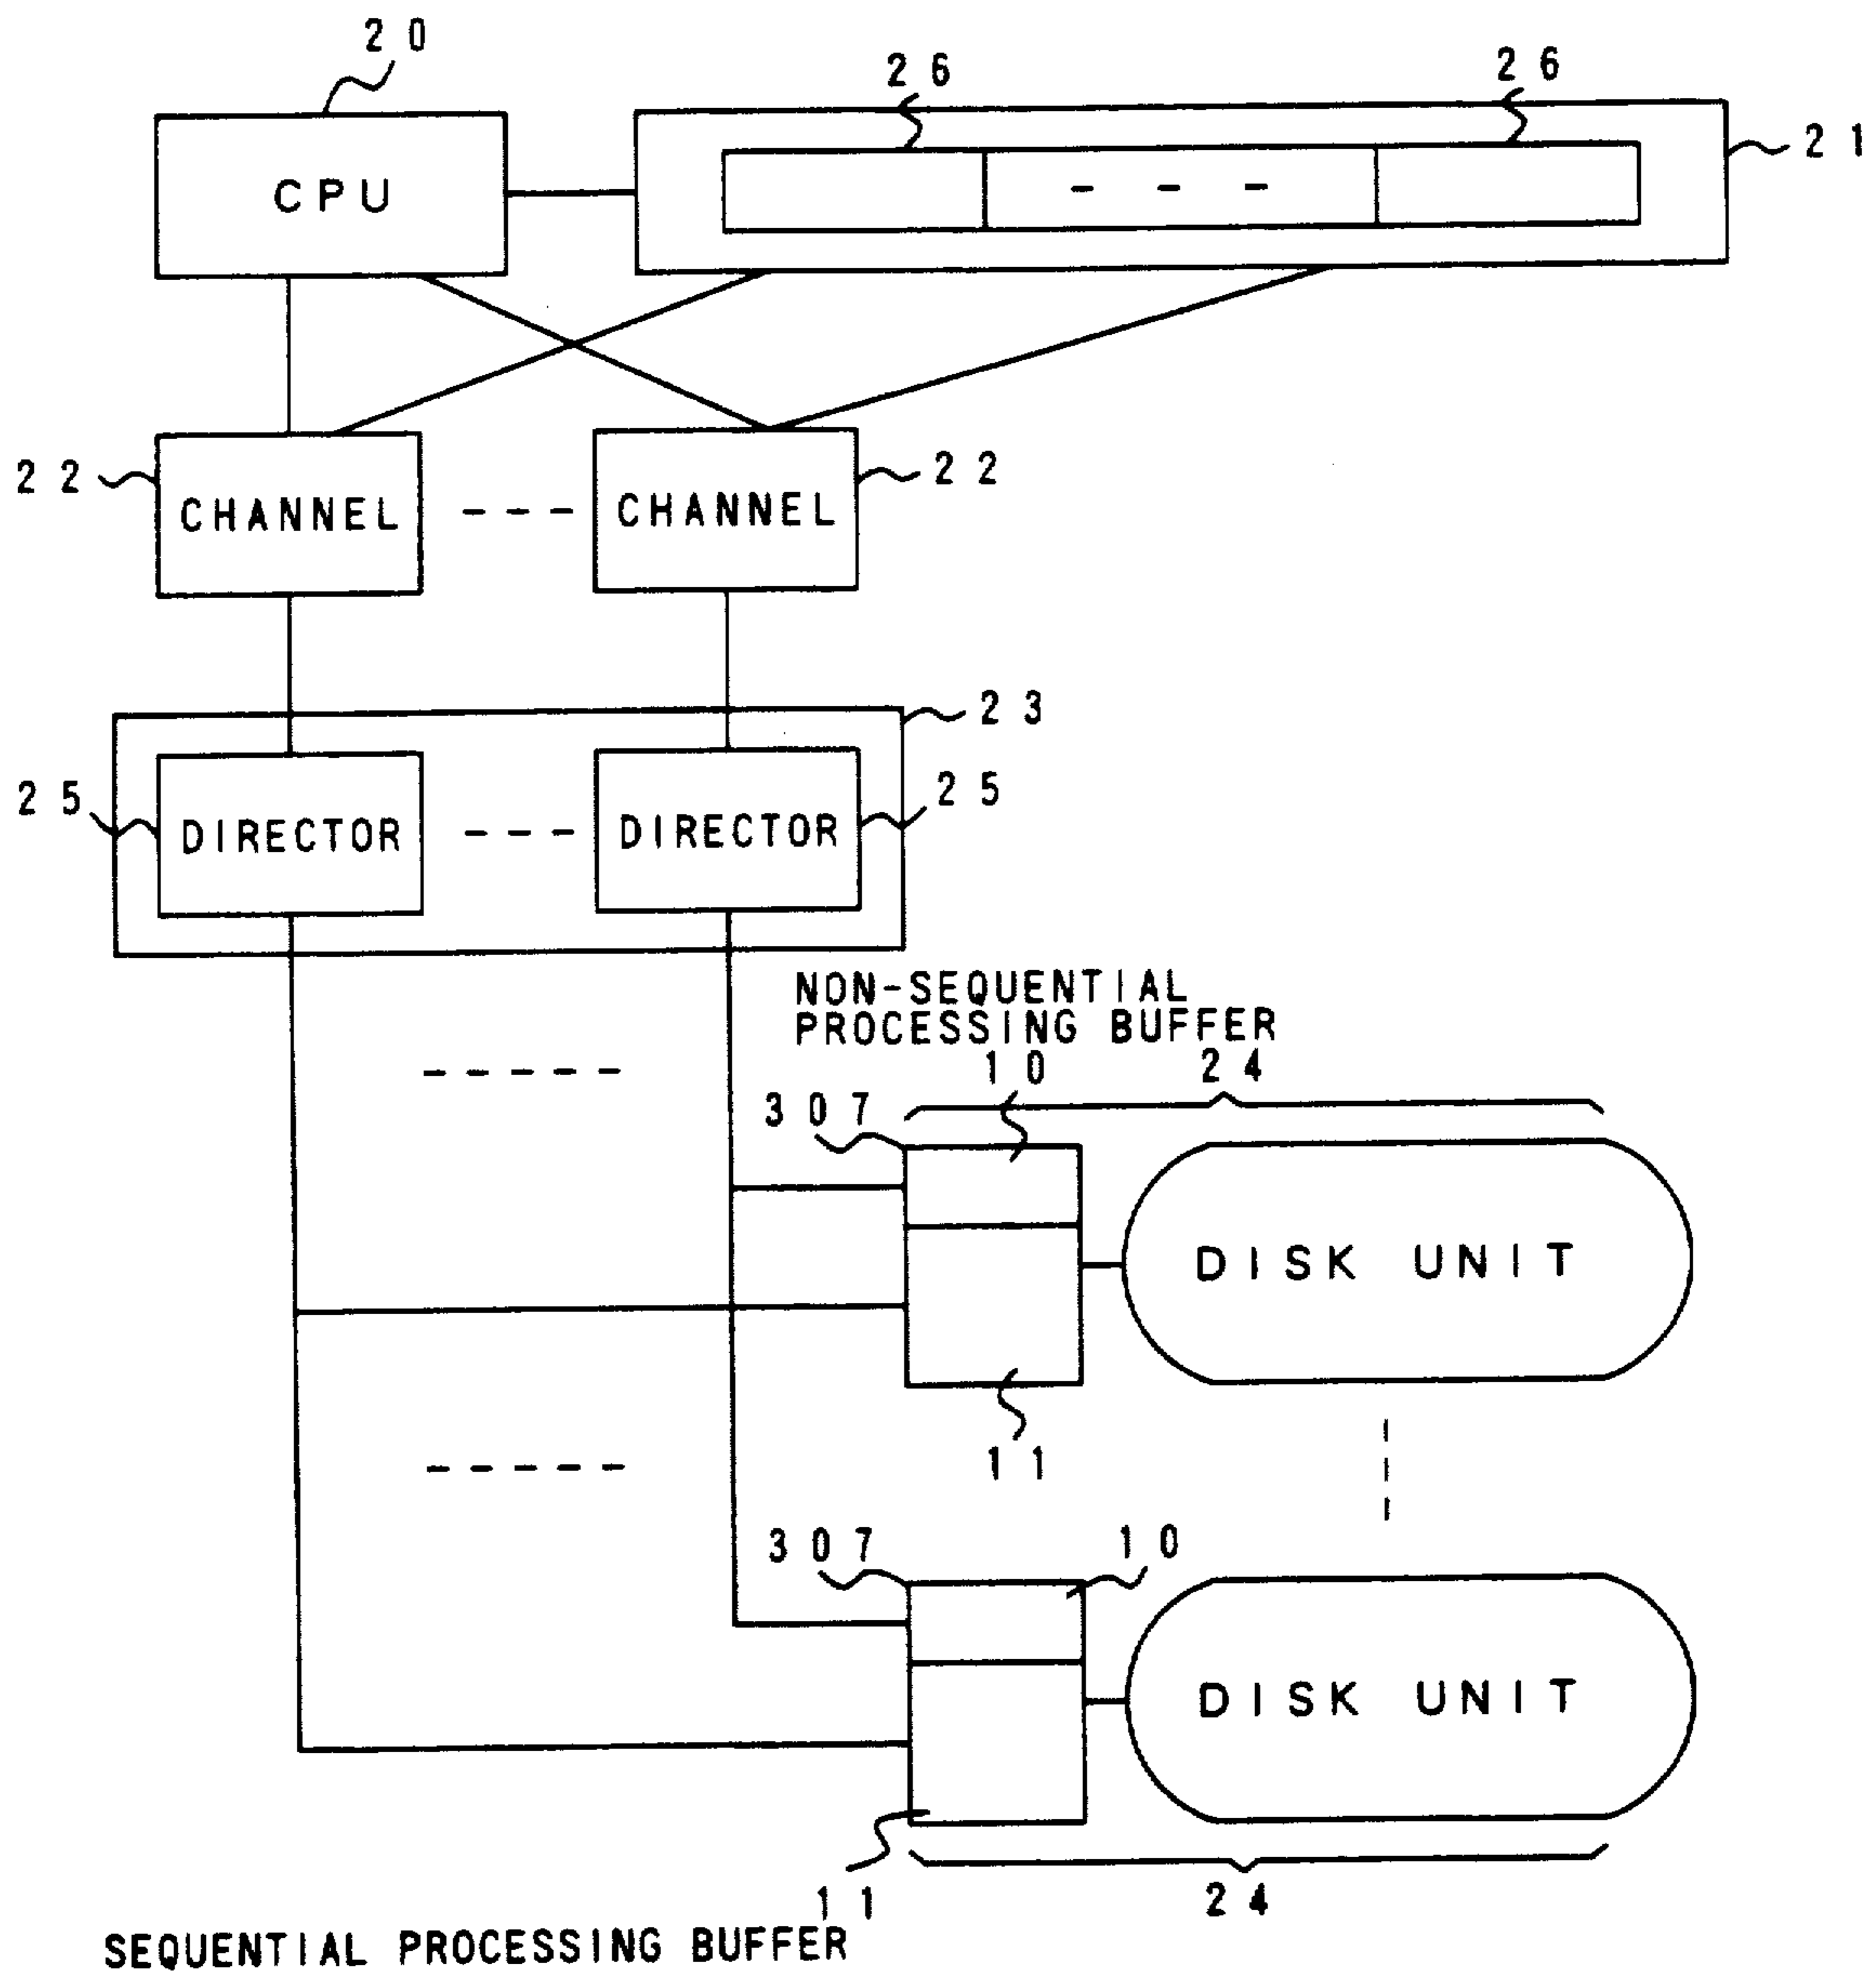 20
26
26
21
CPU
22
CHANNEL
--- 
CHANNEL
22
23
25
DIRECTOR
---
DIRECTOR
25
NON-SEQUENTIAL
PROCESSING BUFFER
10
24
307
DISK UNIT
11
307
10
DISK UNIT
11
24
SEQUENTIAL PROCESSING BUFFER